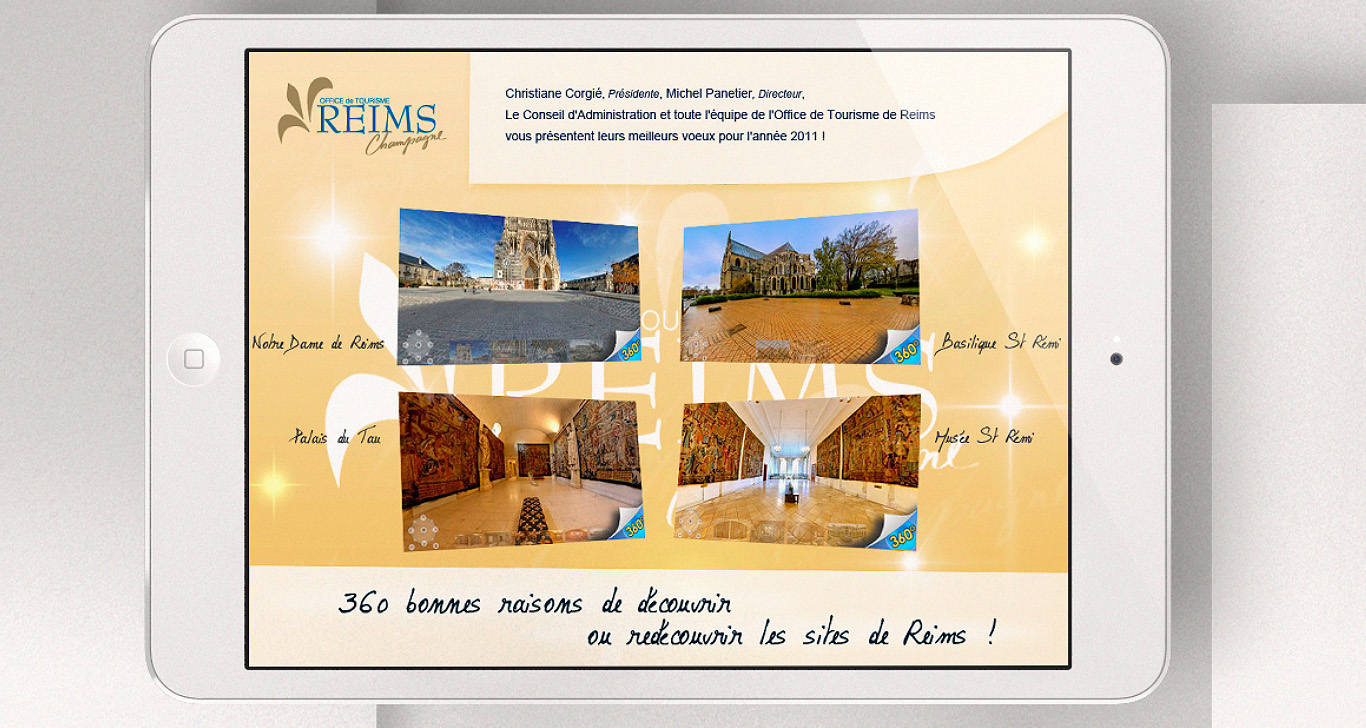 OFFICE de TOURISME
REIMS
Champagne
Christiane Corgié, Présidente, Michel Panetier, Directeur,
Le Conseil d'Administration et toute l'équipe de l'Office de Tourisme de Reims
vous présentent leurs meilleurs voeux pour l'année 2011 !
Notre Dame de Reims
360°
360°
Basilique St Rémi
OU
REIMS
Palais du Tau
360°
360°
Musée St Rémi
360 bonnes raisons de découvrir
ou redécouvrir les sites de Reims !